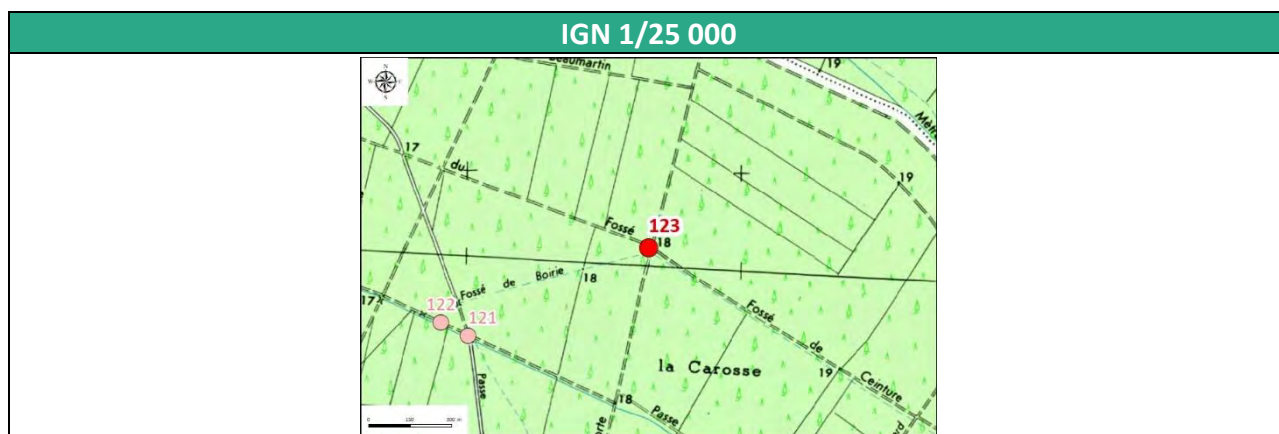 IGN 1/25 000
N
S
Beaumartin
19
17
du
19
Fossé
123
18
Fossé de Boirie
18
17
122
121
Fossé de Ceinture
la Carosse
19
Passe
18
Passe
0